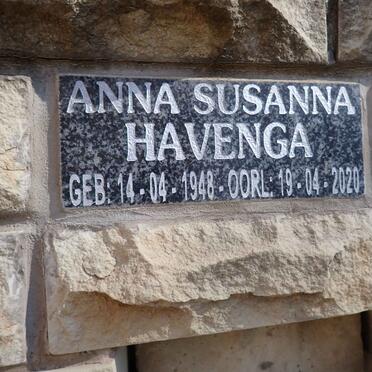 ANNA SUSANNA
HAVENGA
GEB: 14 - 04 - 1948 - OORL: 19 - 04 - 2020